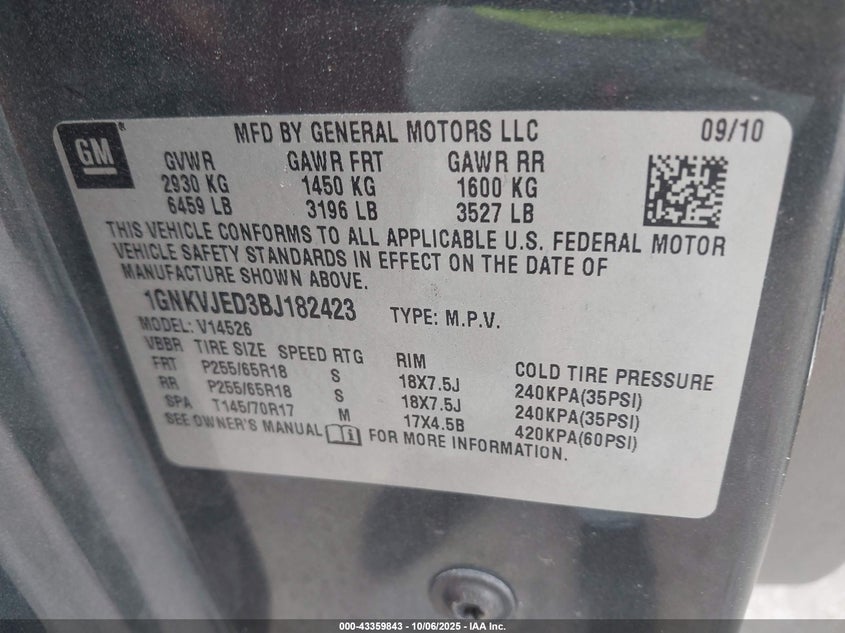 GM
MFD BY GENERAL MOTORS LLC 09/10
GVWR GAWR FRT GAWR RR
2930 KG 1450 KG 1600 KG
6459 LB 3196 LB 3527 LB
THIS VEHICLE CONFORMS TO ALL APPLICABLE U.S. FEDERAL MOTOR
VEHICLE SAFETY STANDARDS IN EFFECT ON THE DATE OF
MANUFACTURE SHOWN ABOVE.
1GNKVJED3BJ182423 TYPE: M.P.V.
MODEL: V14526
VBBR TIRE SIZE SPEED RTG RIM COLD TIRE PRESSURE
FRT P255/65R18 S 18X7.5J 240KPA(35PSI)
RR P255/65R18 S 18X7.5J 240KPA(35PSI)
SPA T145/70R17 M 17X4.5B 420KPA(60PSI)
SEE OWNER'S MANUAL FOR MORE INFORMATION.
000-43359843 - 10/06/2025 - IAA Inc.